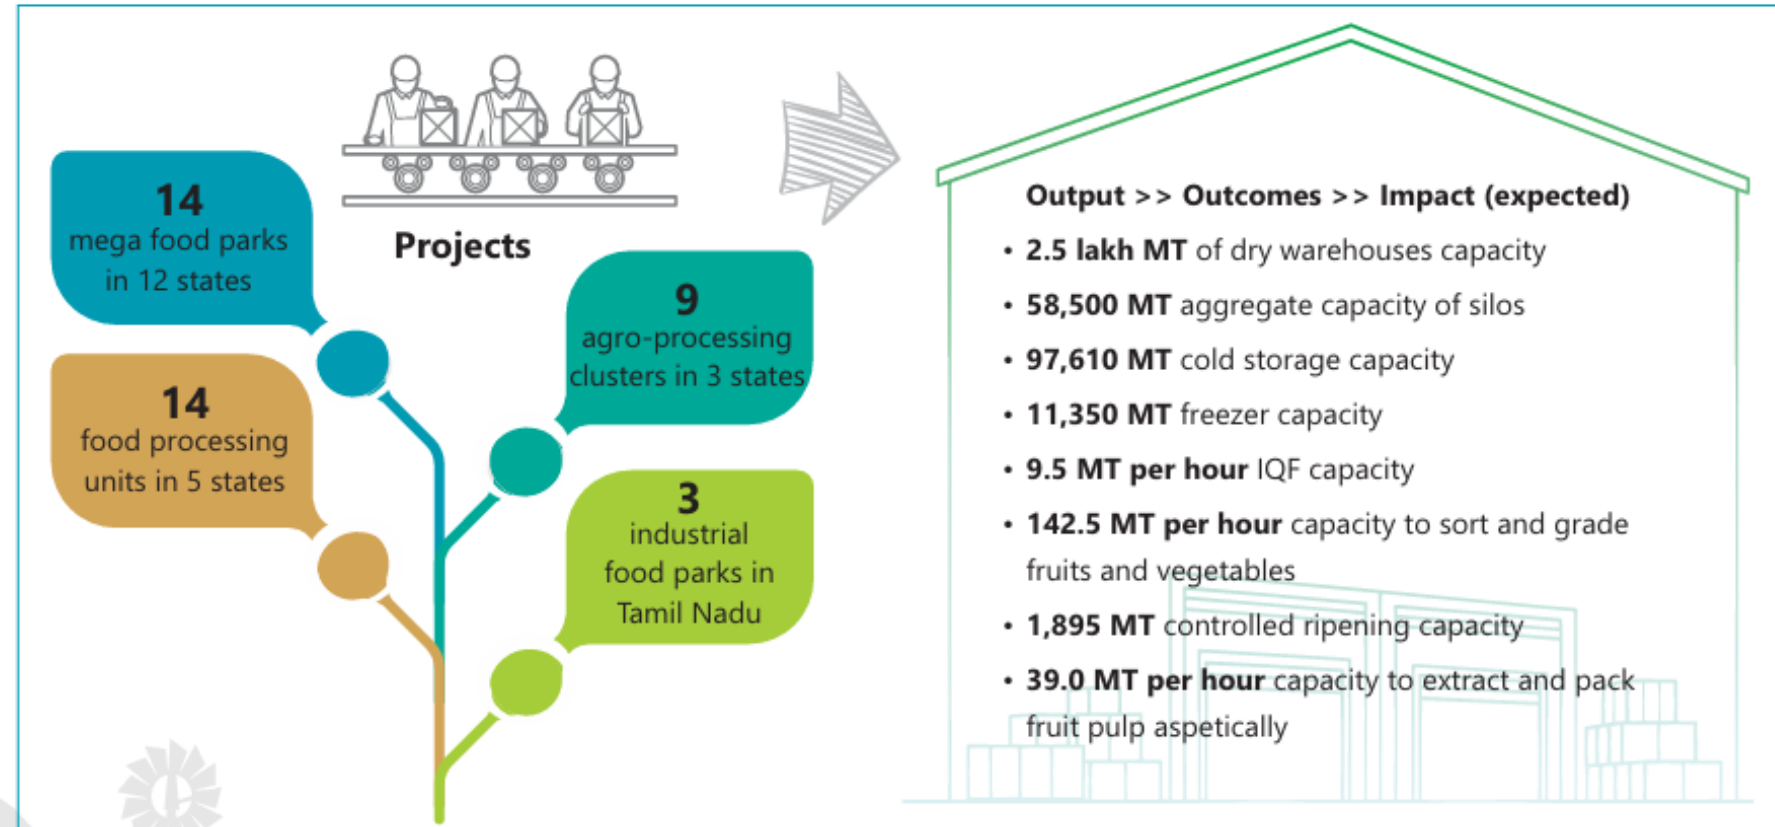 Projects
14
mega food parks
in 12 states
14
food processing
units in 5 states
9
agro-processing
clusters in 3 states
3
industrial
food parks in
Tamil Nadu
Output >> Outcomes >> Impact (expected)
• 2.5 lakh MT of dry warehouses capacity
• 58,500 MT aggregate capacity of silos
• 97,610 MT cold storage capacity
• 11,350 MT freezer capacity
• 9.5 MT per hour IQF capacity
• 142.5 MT per hour capacity to sort and grade
fruits and vegetables
• 1,895 MT controlled ripening capacity
• 39.0 MT per hour capacity to extract and pack
fruit pulp aspetically